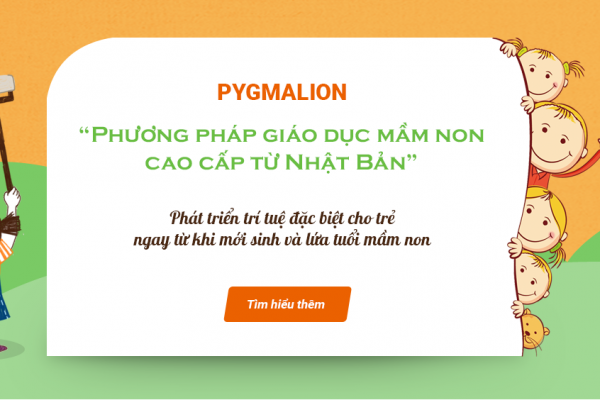 PYGMALION
“PHƯƠNG PHÁP GIÁO DỤC MẦM NON
CAO CẤP TỪ NHẬT BẢN”
Phát triển trí tuệ đặc biệt cho trẻ
ngay từ khi mới sinh và lứa tuổi mầm non
Tìm hiểu thêm